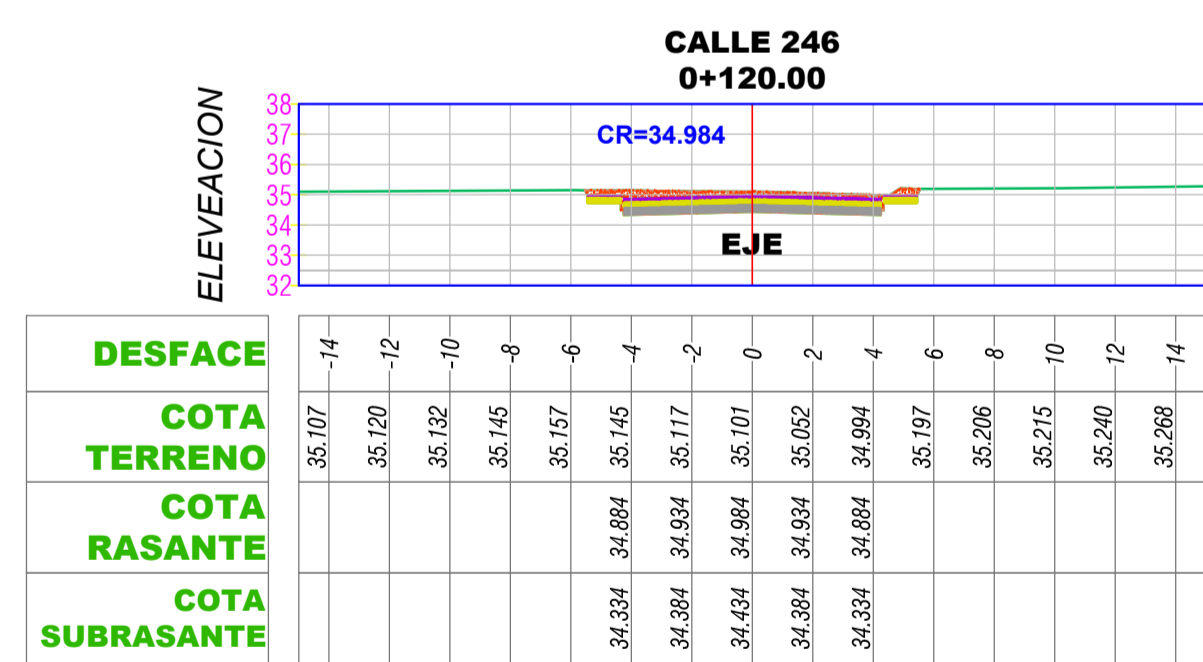 CALLE 246
0+120.00
ELEVEACION
38
37
36
35
34
33
32
CR=34.984
EJE
DESFACE
-14 -12 -10 -8 -6 -4 -2 0 2 4 6 8 10 12 14
COTA
TERRENO
35.107 35.120 35.132 35.145 35.157 35.145 35.117 35.101 35.052 34.994 35.197 35.206 35.215 35.240 35.268
COTA
RASANTE
34.884 34.934 34.984 34.934 34.884
COTA
SUBRASANTE
34.334 34.384 34.434 34.384 34.334